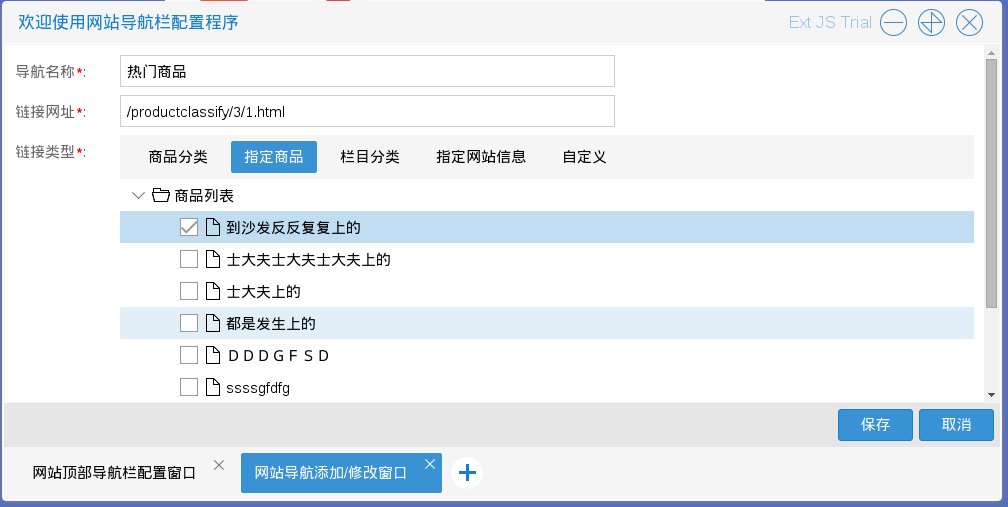 欢迎使用网站导航栏配置程序 Ext JS Trial
导航名称*: 热门商品
链接网址*: /productclassify/3/1.html
链接类型*: 商品分类 指定商品 栏目分类 指定网站信息 自定义
商品列表
到沙发反反复复上的
士大夫士大夫士大夫上的
士大夫上的
都是发生上的
ＤＤＤＧＦＳＤ
ssssgfdfg
保存 取消
网站顶部导航栏配置窗口 网站导航添加/修改窗口